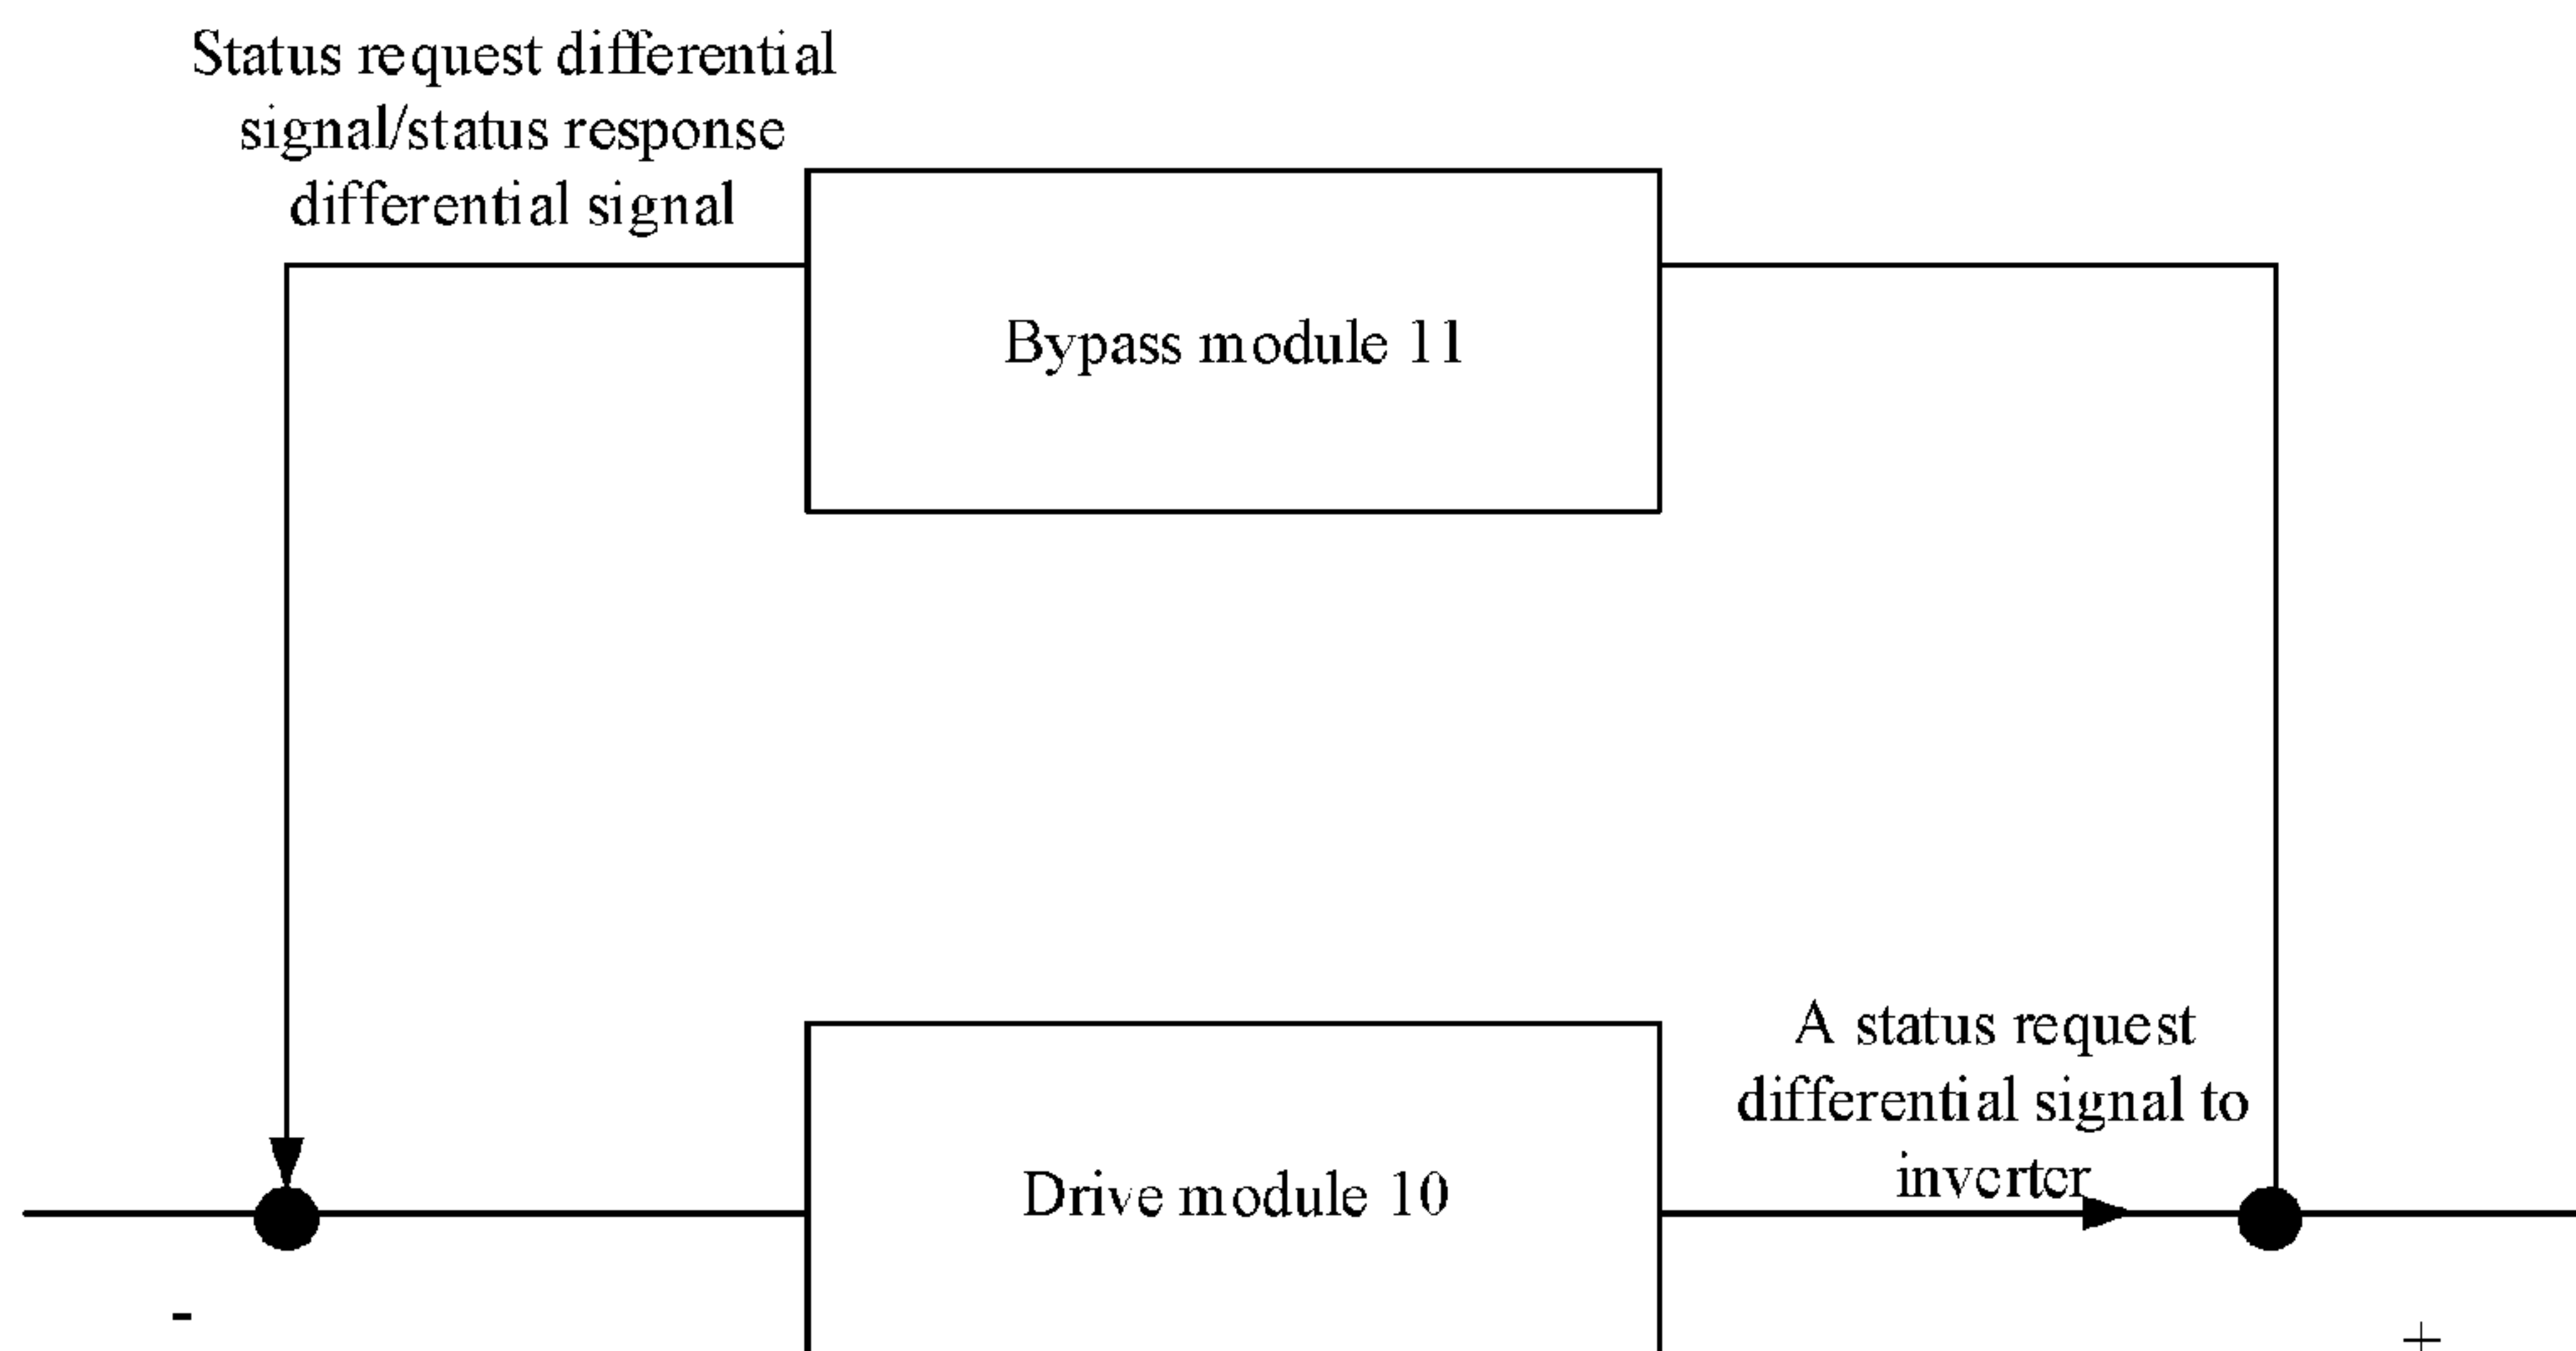 Status request differential
signal/status response
differential signal
Bypass module 11
A status request
differential signal to
inverter
Drive module 10
-
+